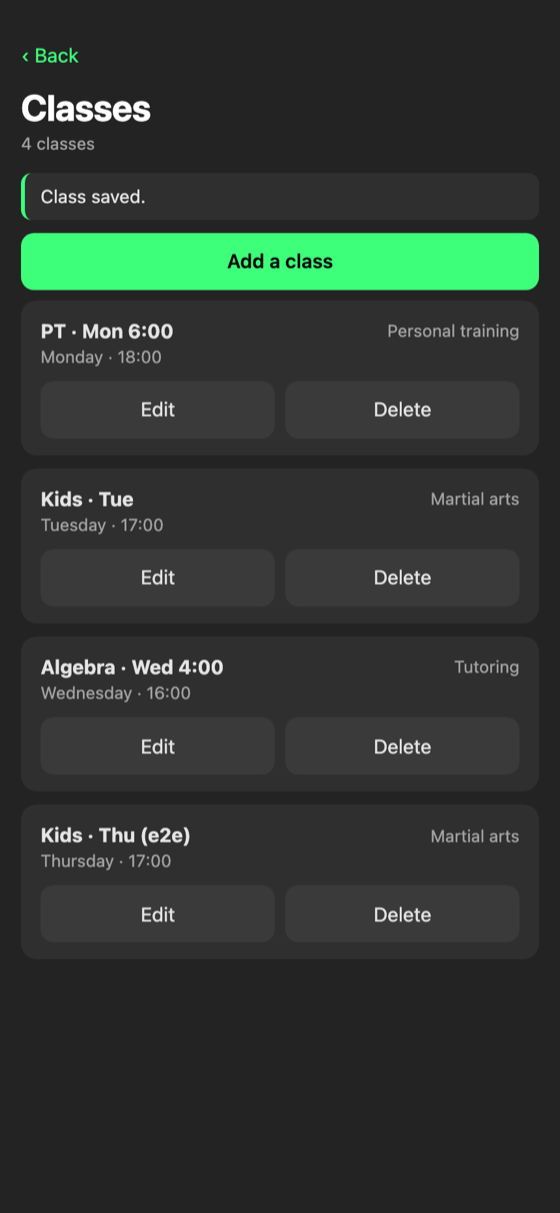 ‹ Back
Classes
4 classes
Class saved.
Add a class
PT · Mon 6:00
Personal training
Monday · 18:00
Edit
Delete
Kids · Tue
Martial arts
Tuesday · 17:00
Edit
Delete
Algebra · Wed 4:00
Tutoring
Wednesday · 16:00
Edit
Delete
Kids · Thu (e2e)
Martial arts
Thursday · 17:00
Edit
Delete